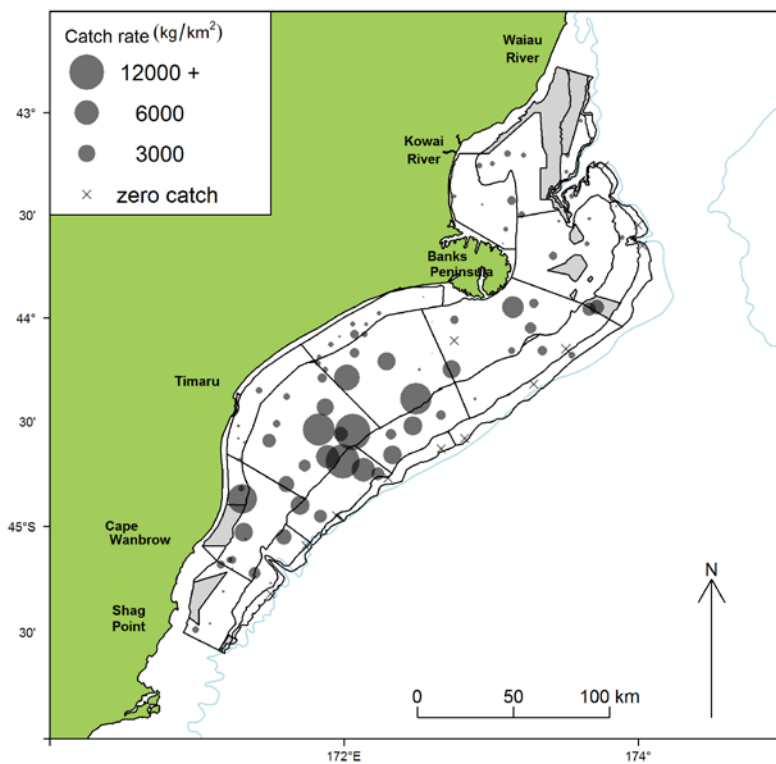 Catch rate (kg/km²)
12000 +
6000
3000
zero catch
Waiau
River
43°
Kowai
River
30'
Banks
Peninsula
44°
Timaru
30'
45°S
Cape
Wanbrow
Shag
Point
30'
N
0 50 100 km
172°E
174°